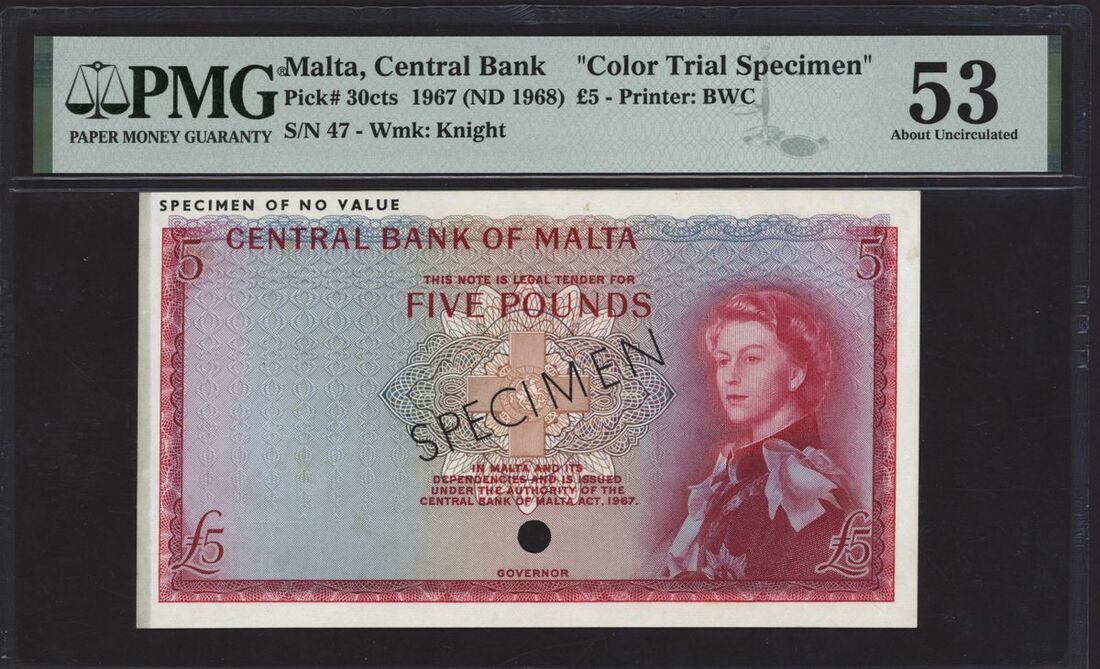 PMG
PAPER MONEY GUARANTY
®Malta, Central Bank "Color Trial Specimen"
Pick# 30cts 1967 (ND 1968) £5 - Printer: BWC
S/N 47 - Wmk: Knight
53
About Uncirculated
SPECIMEN OF NO VALUE
5
CENTRAL BANK OF MALTA
5
THIS NOTE IS LEGAL TENDER FOR
FIVE POUNDS
SPECIMEN
IN MALTA AND ITS
DEPENDENCIES AND IS ISSUED
UNDER THE AUTHORITY OF THE
CENTRAL BANK OF MALTA ACT, 1967.
£5
£5
GOVERNOR